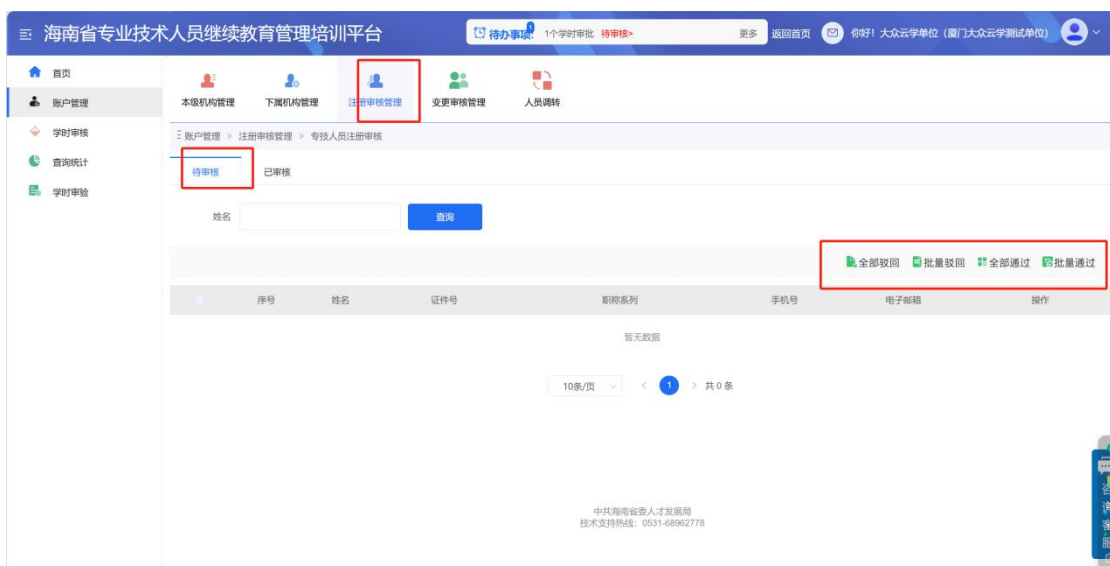 海南省专业技术人员继续教育管理培训平台
待办事项: 1 1个学时审批 待审核> 更多 返回首页 你好! 大众云学单位 (厦门大众云学测试单位)
首页
账户管理
学时审核
查询统计
学时审验
本级机构管理 下属机构管理 注册审核管理 变更审核管理 人员调转
账户管理 > 注册审核管理 > 专技人员注册审核
待审核 已审核
姓名 查询
全部驳回 批量驳回 全部通过 批量通过
序号 姓名 证件号 职称系列 手机号 电子邮箱 操作
暂无数据
10条/页 < 1 > 共 0 条
中共海南省委人才发展局
技术支持热线: 0531-68962778
咨询客服